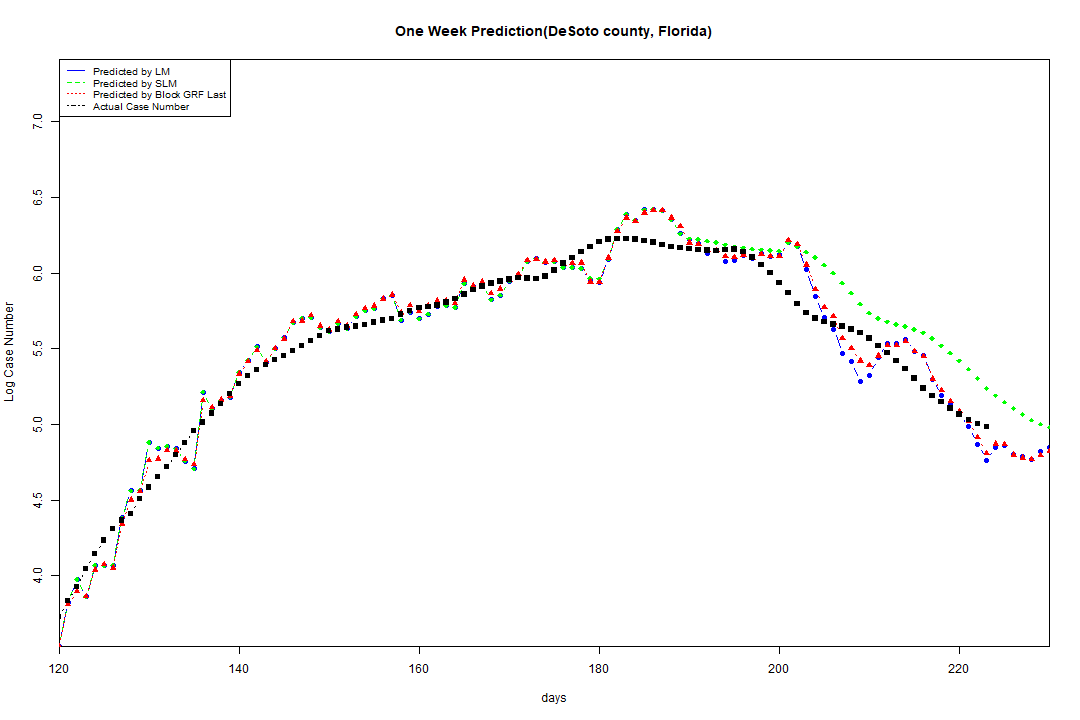 One Week Prediction(DeSoto county, Florida)
Predicted by LM
Predicted by SLM
Predicted by Block GRF Last
Actual Case Number
7.0
6.5
6.0
5.5
5.0
4.5
4.0
Log Case Number
120 140 160 180 200 220
days